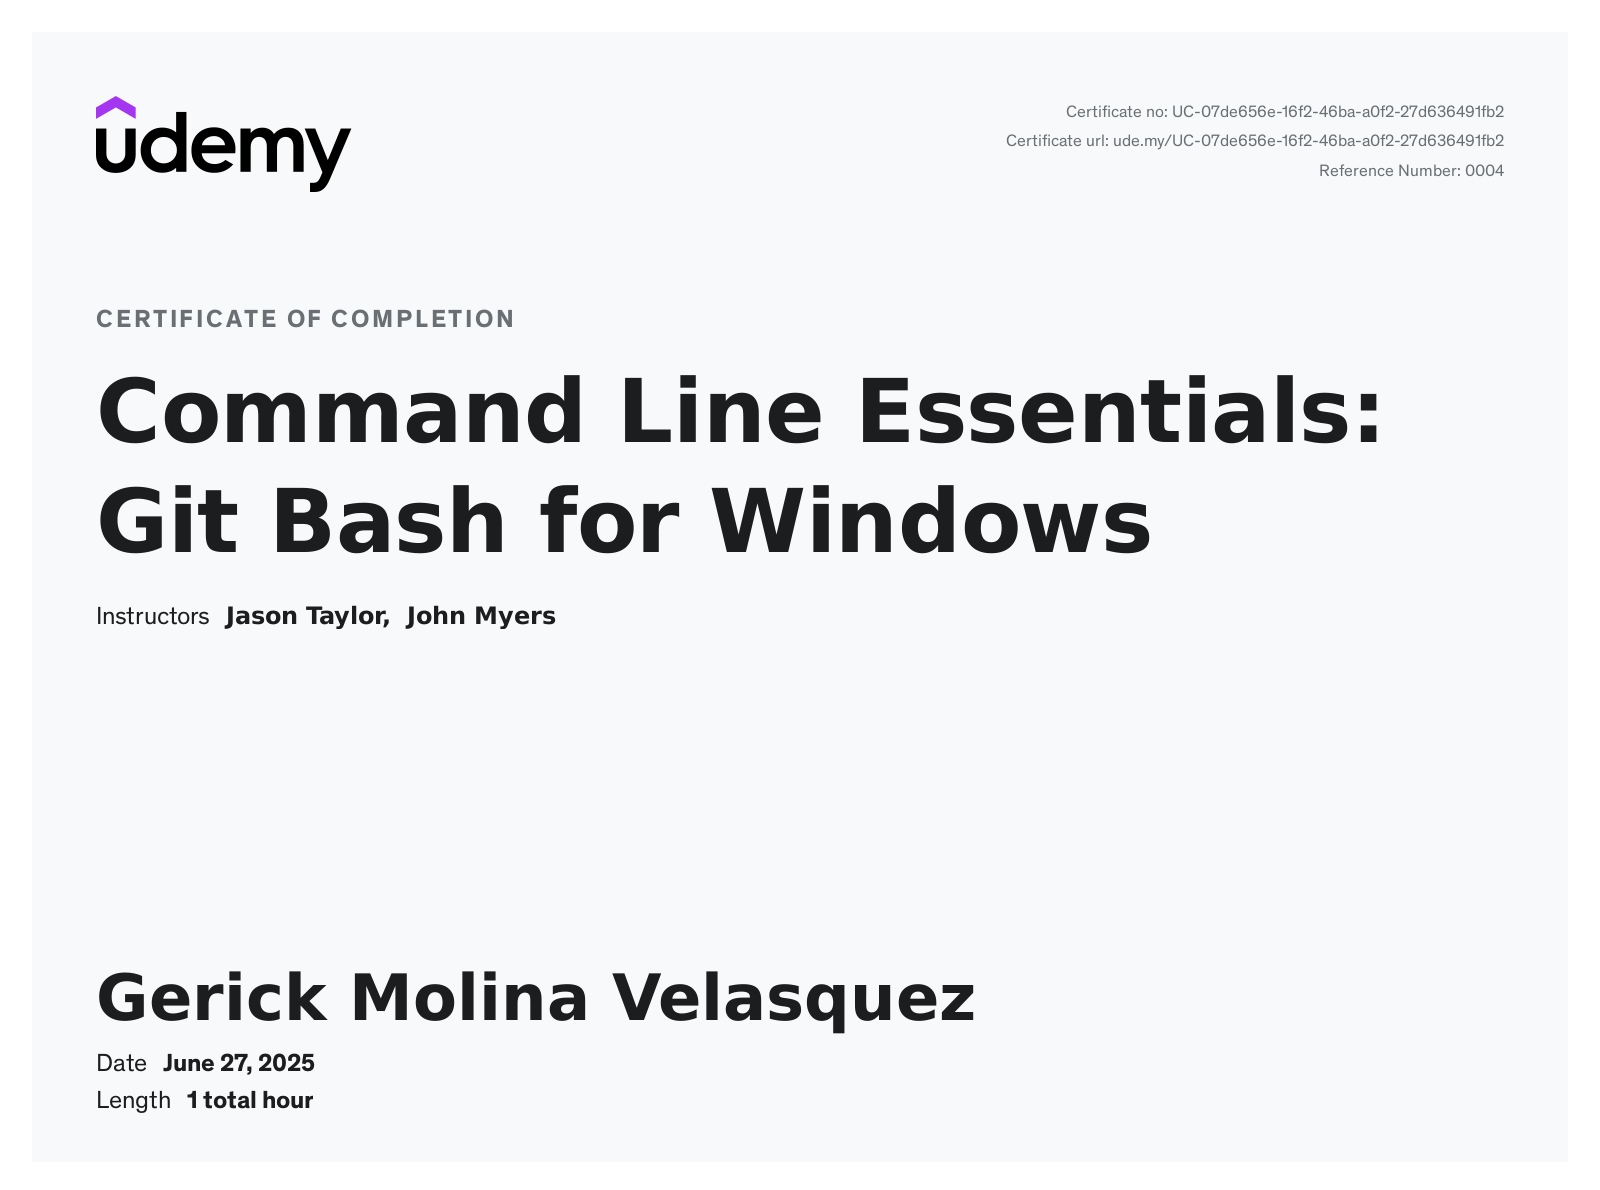 udemy
Certificate no: UC-07de656e-16f2-46ba-a0f2-27d636491fb2
Certificate url: ude.my/UC-07de656e-16f2-46ba-a0f2-27d636491fb2
Reference Number: 0004
CERTIFICATE OF COMPLETION
Command Line Essentials:
Git Bash for Windows
Instructors Jason Taylor, John Myers
Gerick Molina Velasquez
Date June 27, 2025
Length 1 total hour